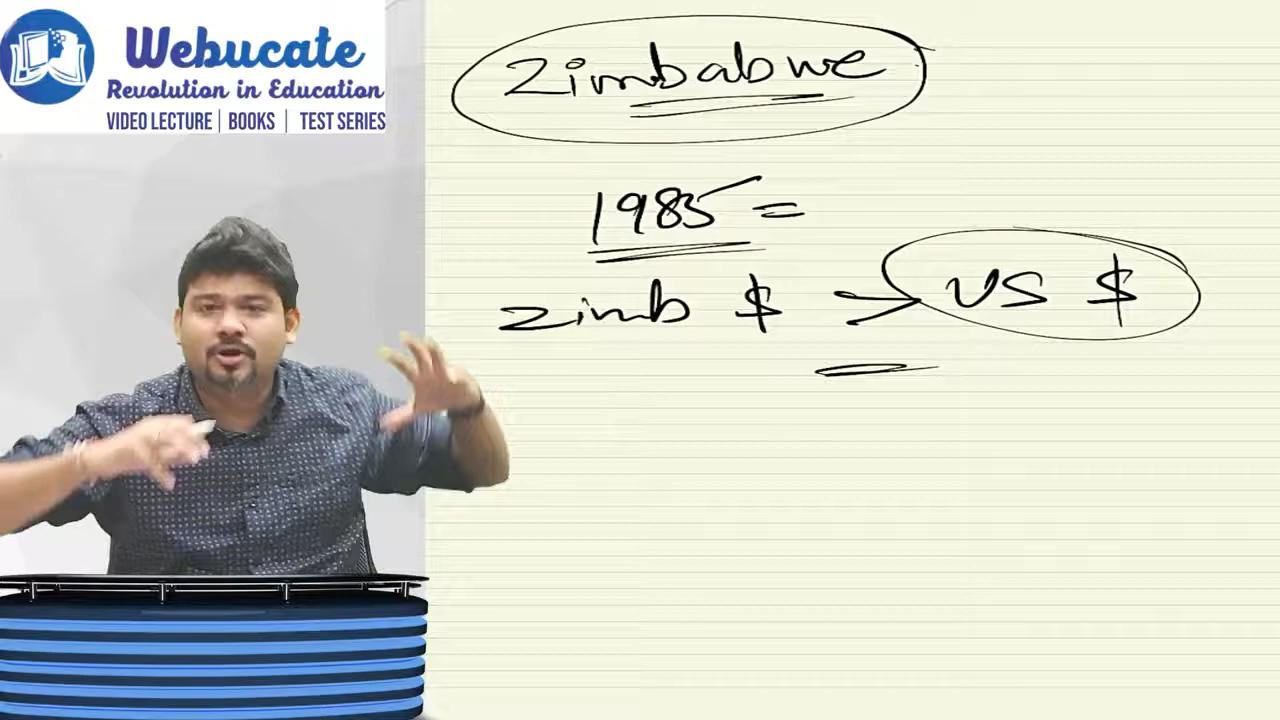 Webucate
Revolution in Education
VIDEO LECTURE | BOOKS | TEST SERIES
Zimbabwe
1985 =
Zimb $ → US $